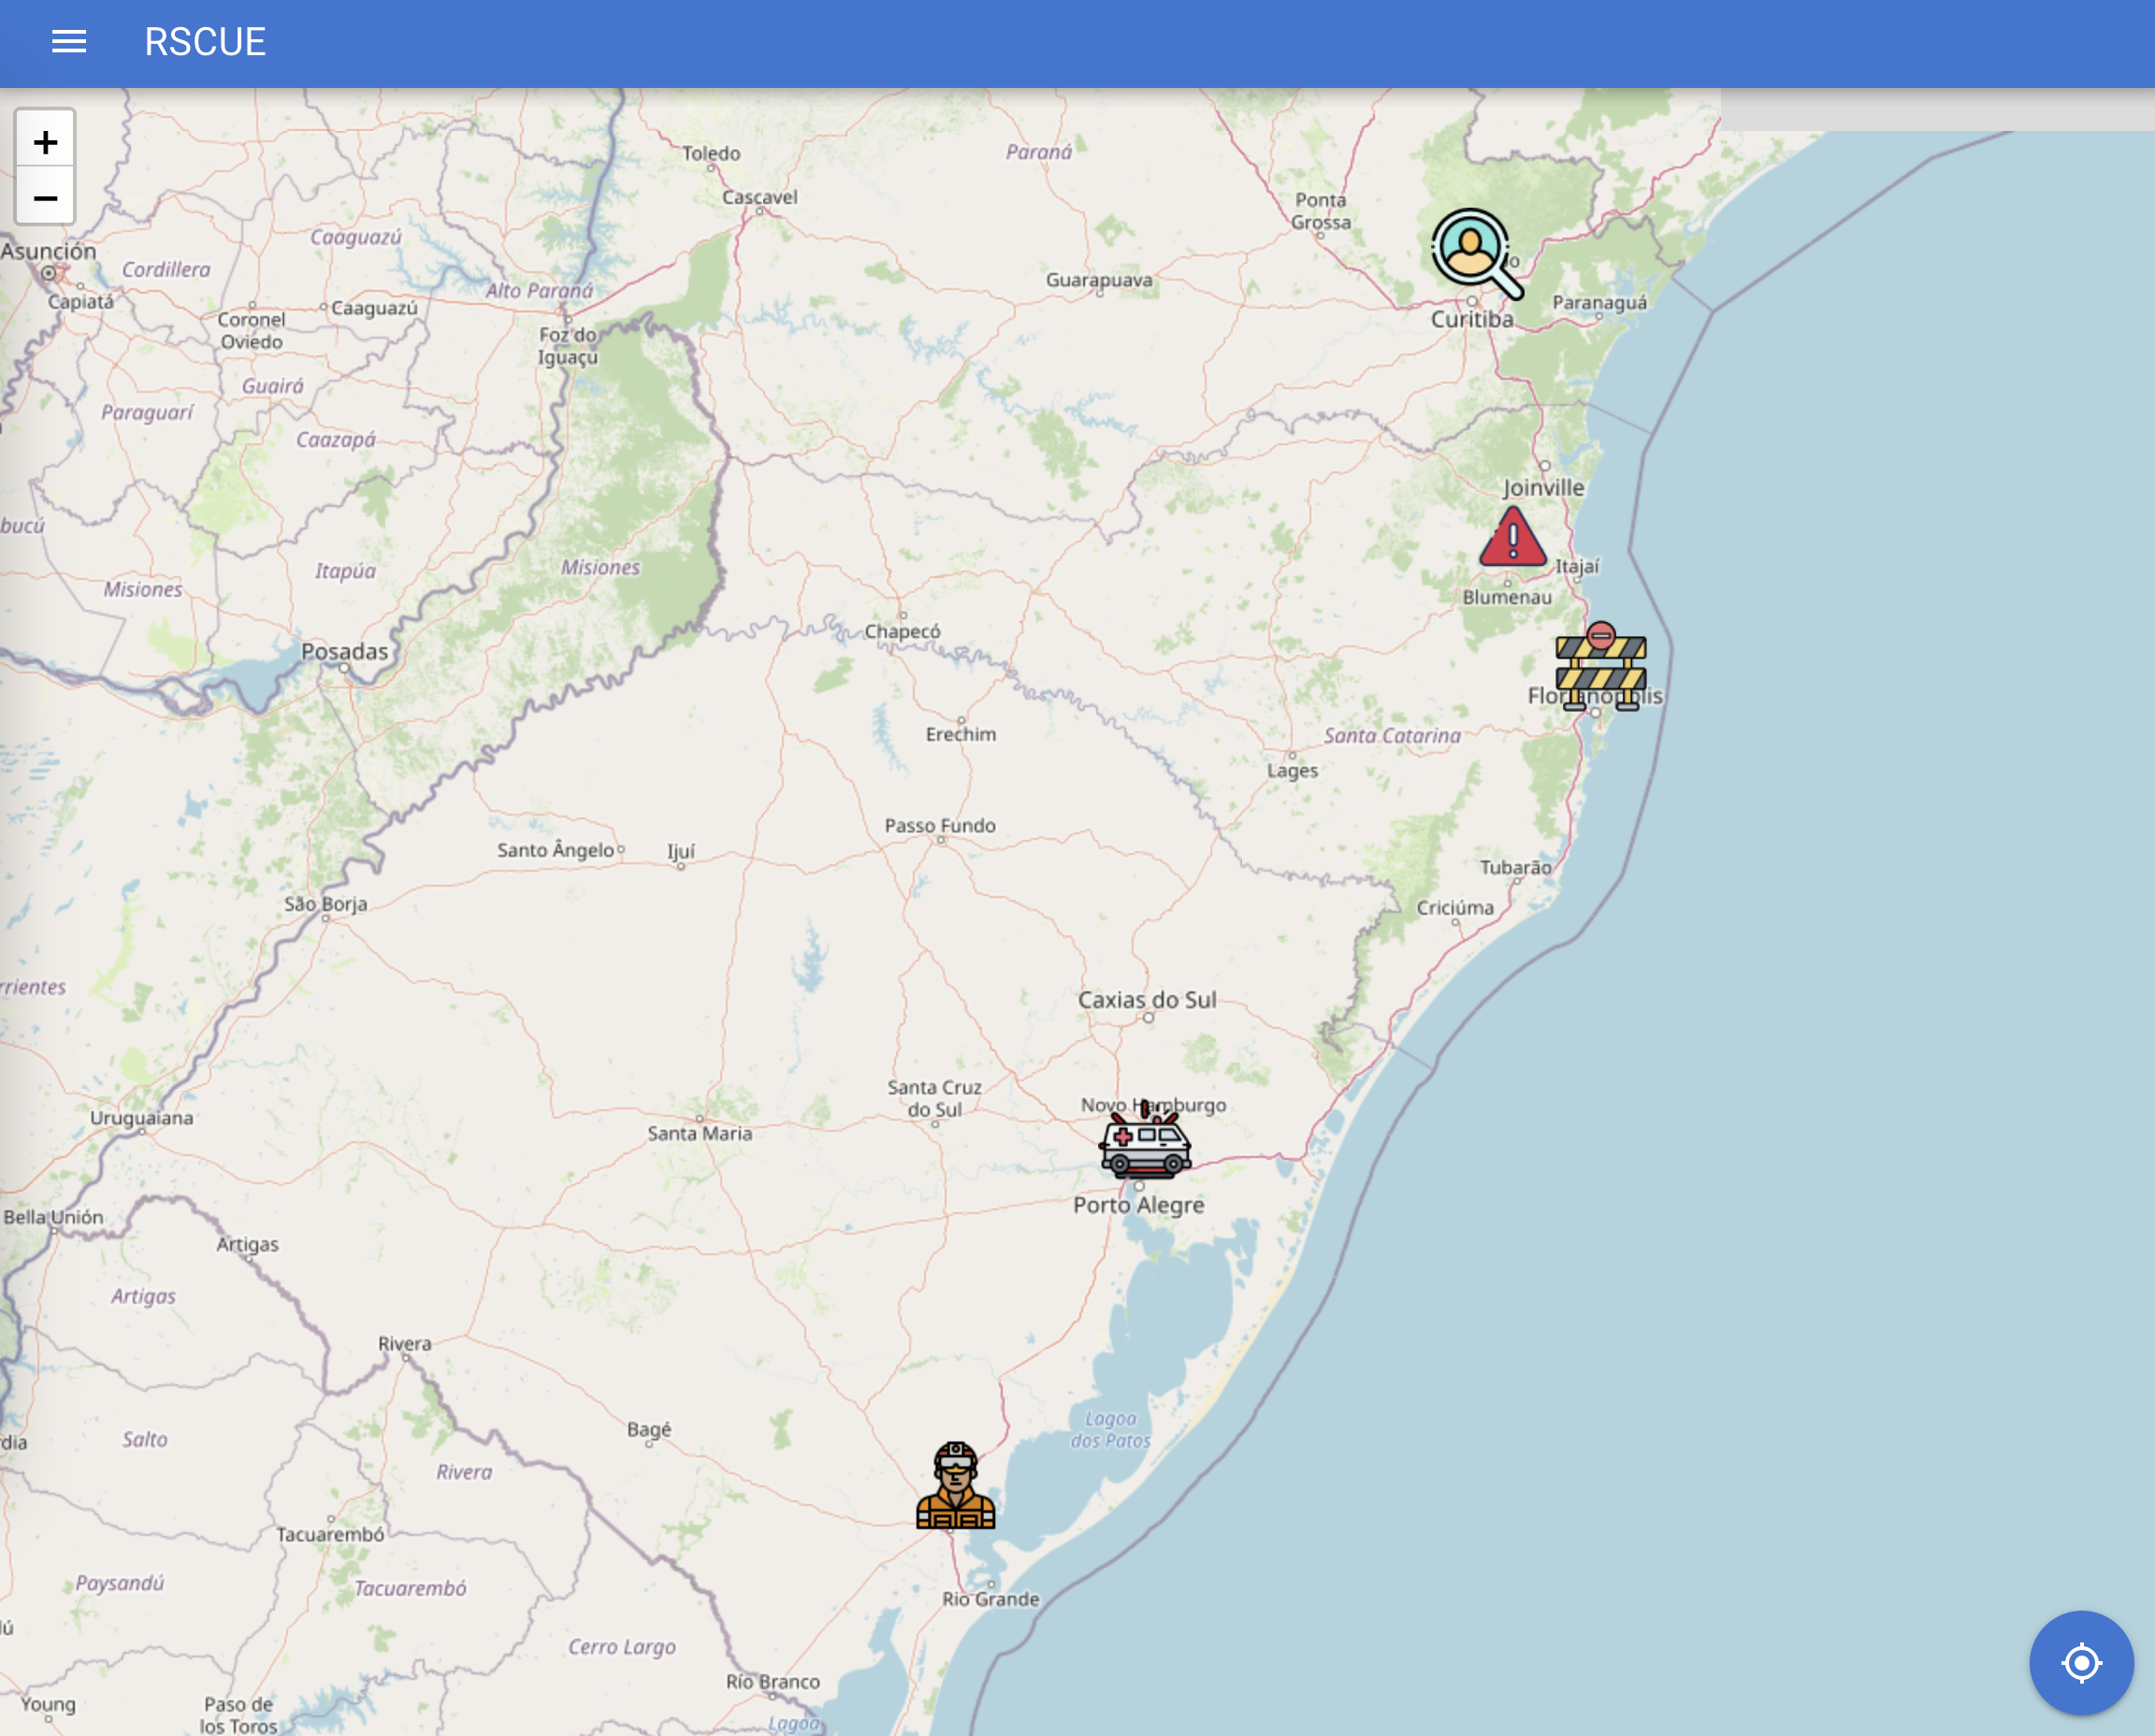 RSCUE
+
−
Toledo
Paraná
Cascavel
Ponta
Grossa
Caaguazú
Asunción
Cordillera
Capiatá
Alto Paraná
Guarapuava
Paranaguá
Caaguazú
Coronel
Oviedo
Curitiba
Foz do
Iguaçu
Guairá
Paraguarí
Caazapá
Joinville
Misiones
Itapúa
Misiones
Itajaí
Blumenau
Chapecó
Posadas
Florianópolis
Erechim
Santa Catarina
Lages
Passo Fundo
Santo Ângelo
Ijuí
Tubarão
São Borja
Criciúma
rrientes
Caxias do Sul
Santa Cruz
do Sul
Novo Hamburgo
Uruguaiana
Santa Maria
Porto Alegre
Bella Unión
Artigas
Artigas
Rivera
Lagoa
dos Patos
Bagé
Salto
dia
Rivera
Tacuarembó
Paysandú
Tacuarembó
Rio Grande
Cerro Largo
Río Branco
Young
Paso de
los Toros
Lagoa